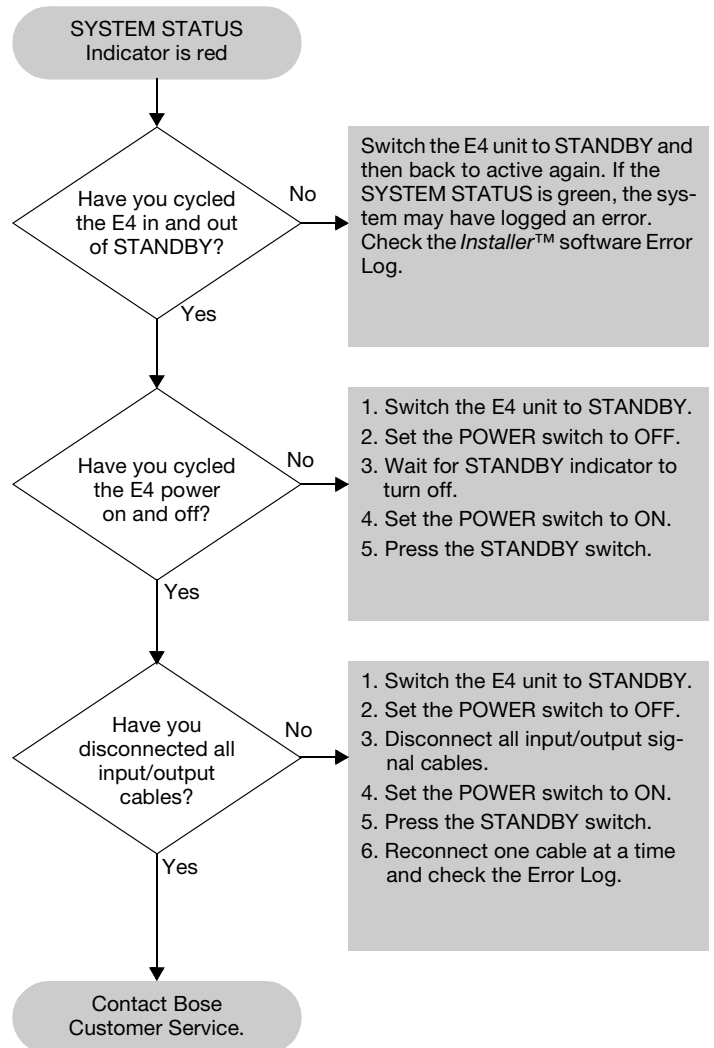 SYSTEM STATUS
Indicator is red
Have you cycled
the E4 in and out
of STANDBY?
No
Switch the E4 unit to STANDBY and
then back to active again. If the
SYSTEM STATUS is green, the sys-
tem may have logged an error.
Check the Installer™ software Error
Log.
Yes
Have you cycled
the E4 power
on and off?
No
1. Switch the E4 unit to STANDBY.
2. Set the POWER switch to OFF.
3. Wait for STANDBY indicator to
turn off.
4. Set the POWER switch to ON.
5. Press the STANDBY switch.
Yes
Have you
disconnected all
input/output
cables?
No
1. Switch the E4 unit to STANDBY.
2. Set the POWER switch to OFF.
3. Disconnect all input/output sig-
nal cables.
4. Set the POWER switch to ON.
5. Press the STANDBY switch.
6. Reconnect one cable at a time
and check the Error Log.
Yes
Contact Bose
Customer Service.